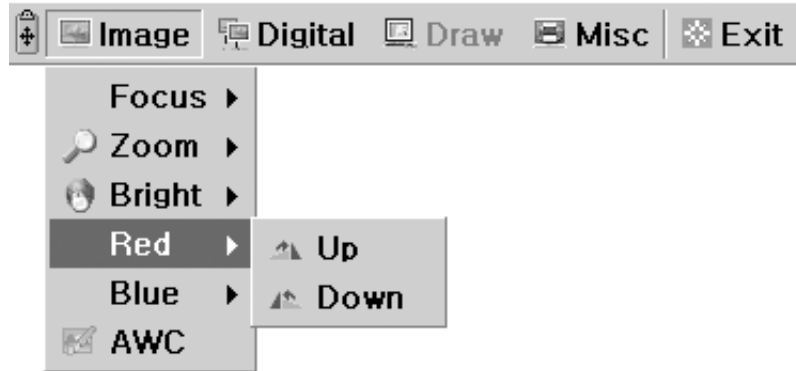 Image Digital Draw Misc Exit
Focus
Zoom
Bright
Red
Up
Blue
Down
AWC